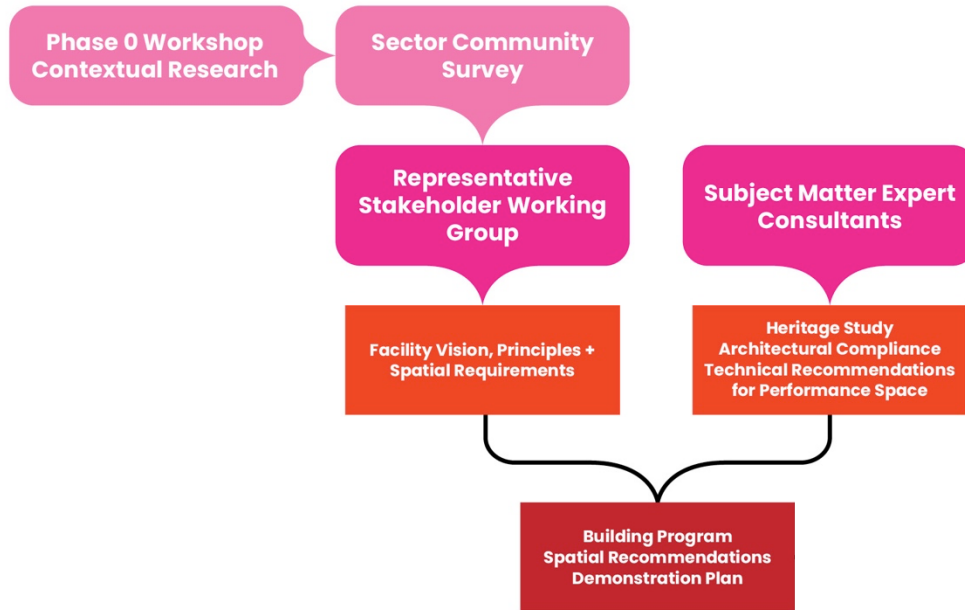 Phase 0 Workshop
Contextual Research
Sector Community
Survey
Representative
Stakeholder Working
Group
Subject Matter Expert
Consultants
Facility Vision, Principles +
Spatial Requirements
Heritage Study
Architectural Compliance
Technical Recommendations
for Performance Space
Building Program
Spatial Recommendations
Demonstration Plan